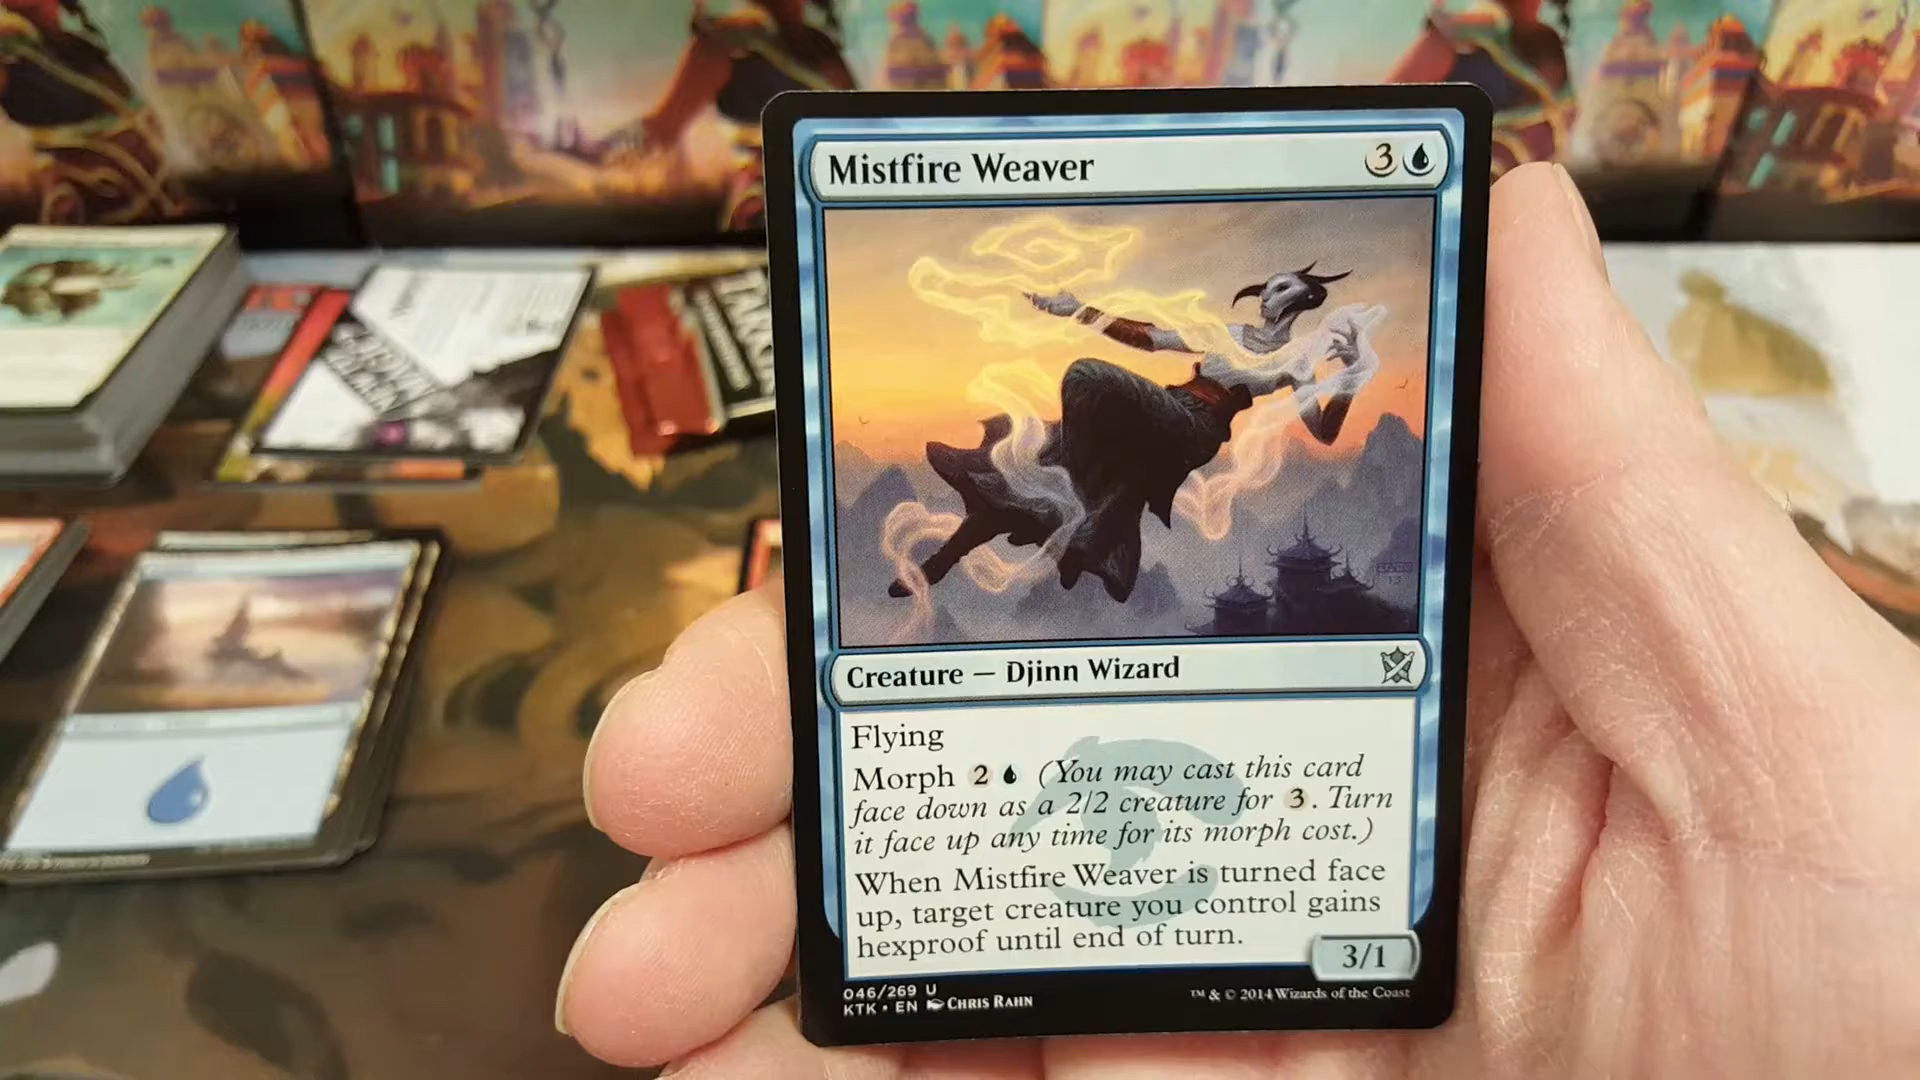 Mistfire Weaver 3
Creature — Djinn Wizard
Flying
Morph 2 (You may cast this card
face down as a 2/2 creature for 3. Turn
it face up any time for its morph cost.)
When Mistfire Weaver is turned face
up, target creature you control gains
hexproof until end of turn.
3/1
046/269 U
KTK • EN Chris Rahn
™ & © 2014 Wizards of the Coast